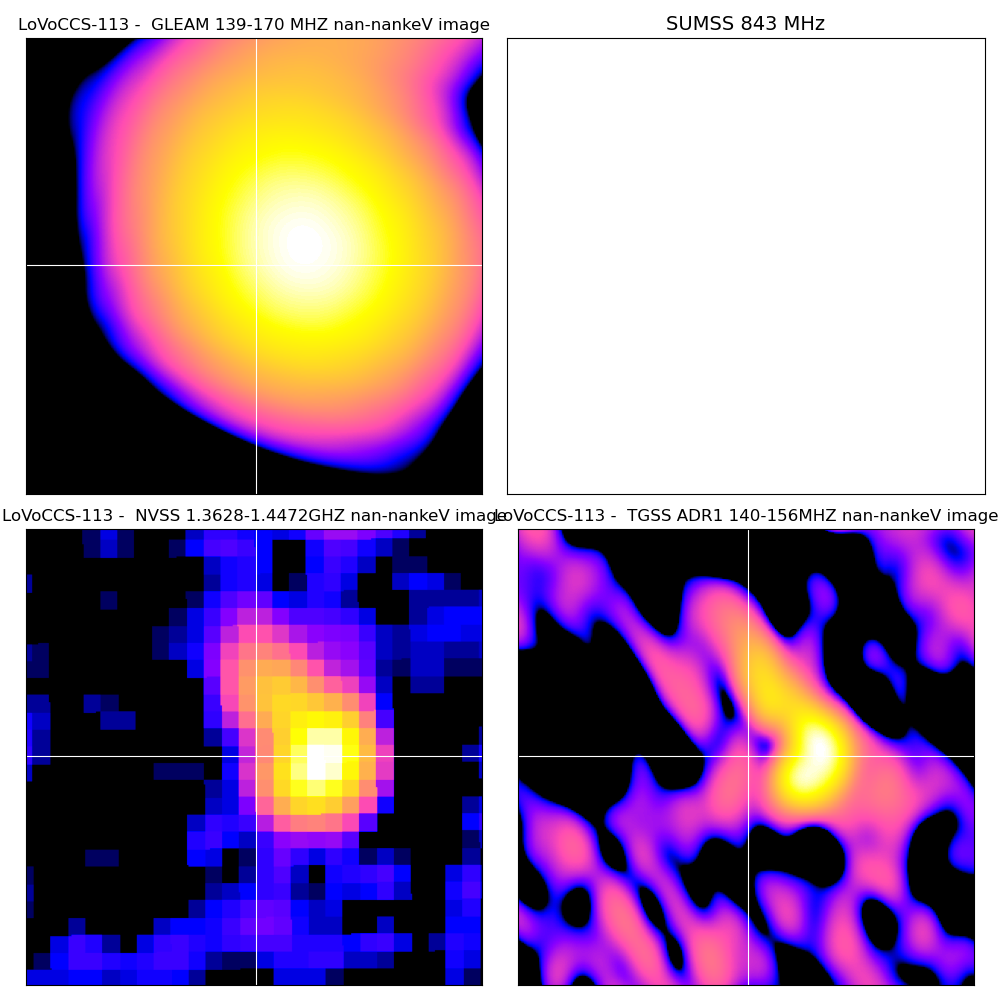 LoVoCCS-113 -  GLEAM 139-170 MHZ nan-nankeV image
SUMSS 843 MHz
LoVoCCS-113 -  NVSS 1.3628-1.4472GHZ nan-nankeV image
LoVoCCS-113 -  TGSS ADR1 140-156MHZ nan-nankeV image